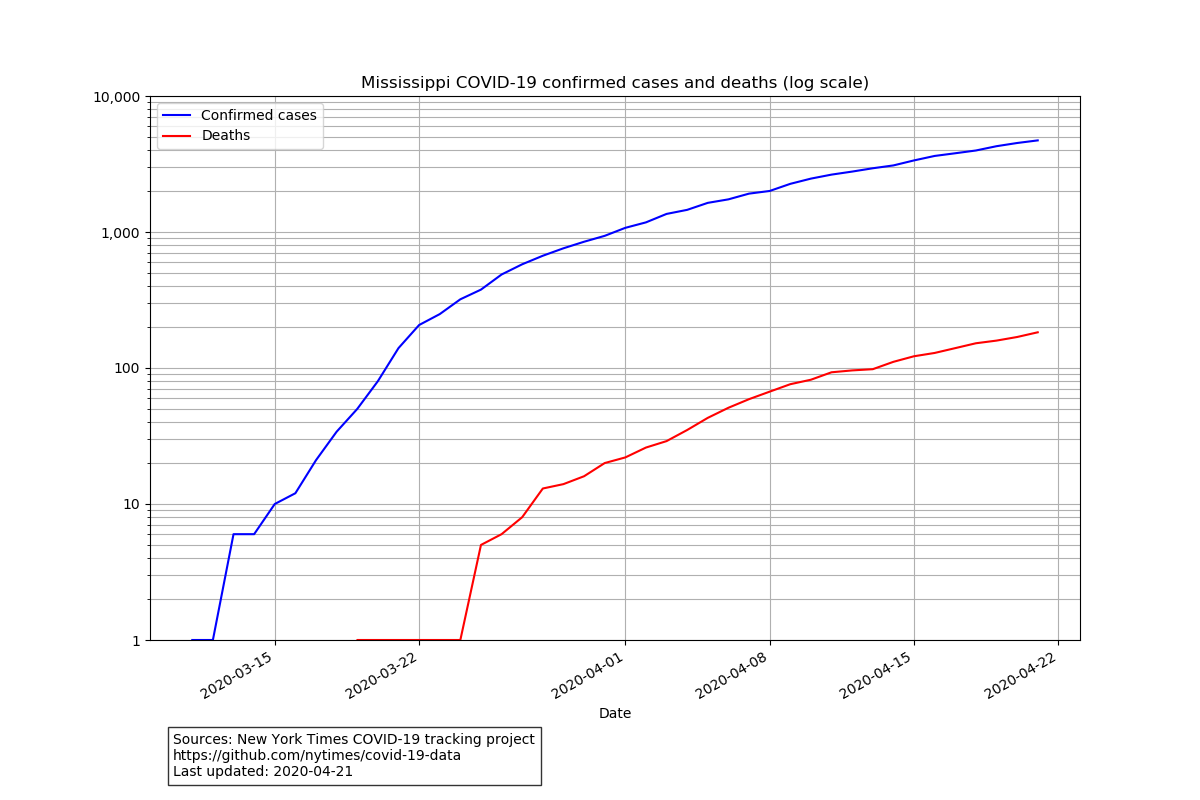 Mississippi COVID-19 confirmed cases and deaths (log scale)
10,000
1,000
100
10
1
Confirmed cases
Deaths
2020-03-15
2020-03-22
2020-04-01
2020-04-08
2020-04-15
2020-04-22
Date
Sources: New York Times COVID-19 tracking project
https://github.com/nytimes/covid-19-data
Last updated: 2020-04-21